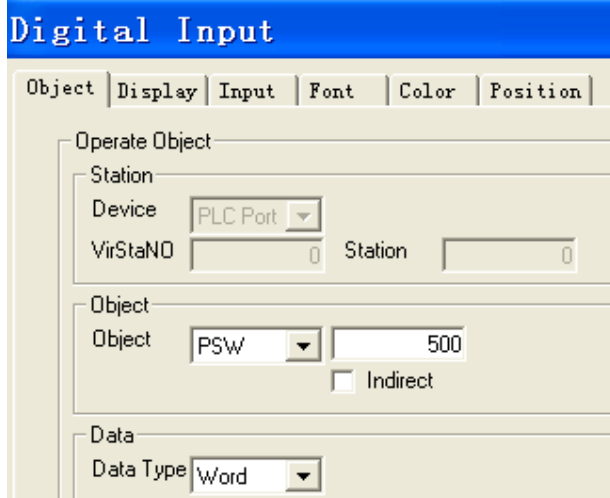 Digital Input
Object Display Input Font Color Position
Operate Object
Station
Device PLC Port
VirStaNO 0 Station 0
Object
Object PSW 500
Indirect
Data
Data Type Word